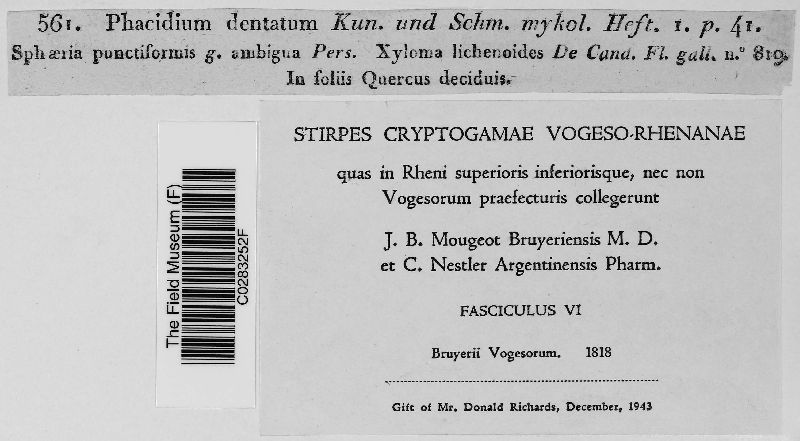 561. Phacidium dentatum Kun. und Schm. mykol. Heft. 1. p. 41.
Sphæria punctiformis g. ambigua Pers. Xyloma lichenoides De Cand. Fl. gall. n.º 819.
In foliis Quercus deciduis.
STIRPES CRYPTOGAMAE VOGESO-RHENANAE
quas in Rheni superioris inferiorisque, nec non
Vogesorum praefecturis collegerunt
J. B. Mougeot Bruyeriensis M. D.
et C. Nestler Argentinensis Pharm.
FASCICULUS VI
Bruyerii Vogesorum. 1818
Gift of Mr. Donald Richards, December, 1943
The Field Museum (F)
C0283252F